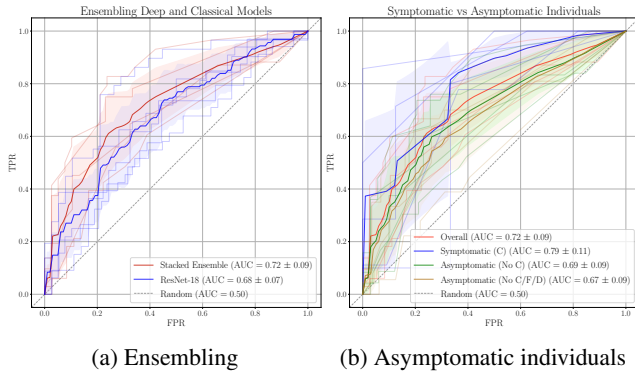 Ensembling Deep and Classical Models
TPR
1.0
0.8
0.6
0.4
0.2
0.0
0.0 0.2 0.4 0.6 0.8 1.0
FPR
Stacked Ensemble (AUC = 0.72 ± 0.09)
ResNet-18 (AUC = 0.68 ± 0.07)
Random (AUC = 0.50)
(a) Ensembling
Symptomatic vs Asymptomatic Individuals
TPR
1.0
0.8
0.6
0.4
0.2
0.0
0.0 0.2 0.4 0.6 0.8 1.0
FPR
Overall (AUC = 0.72 ± 0.09)
Symptomatic (C) (AUC = 0.79 ± 0.11)
Asymptomatic (No C) (AUC = 0.69 ± 0.09)
Asymptomatic (No C/F/D) (AUC = 0.67 ± 0.09)
Random (AUC = 0.50)
(b) Asymptomatic individuals